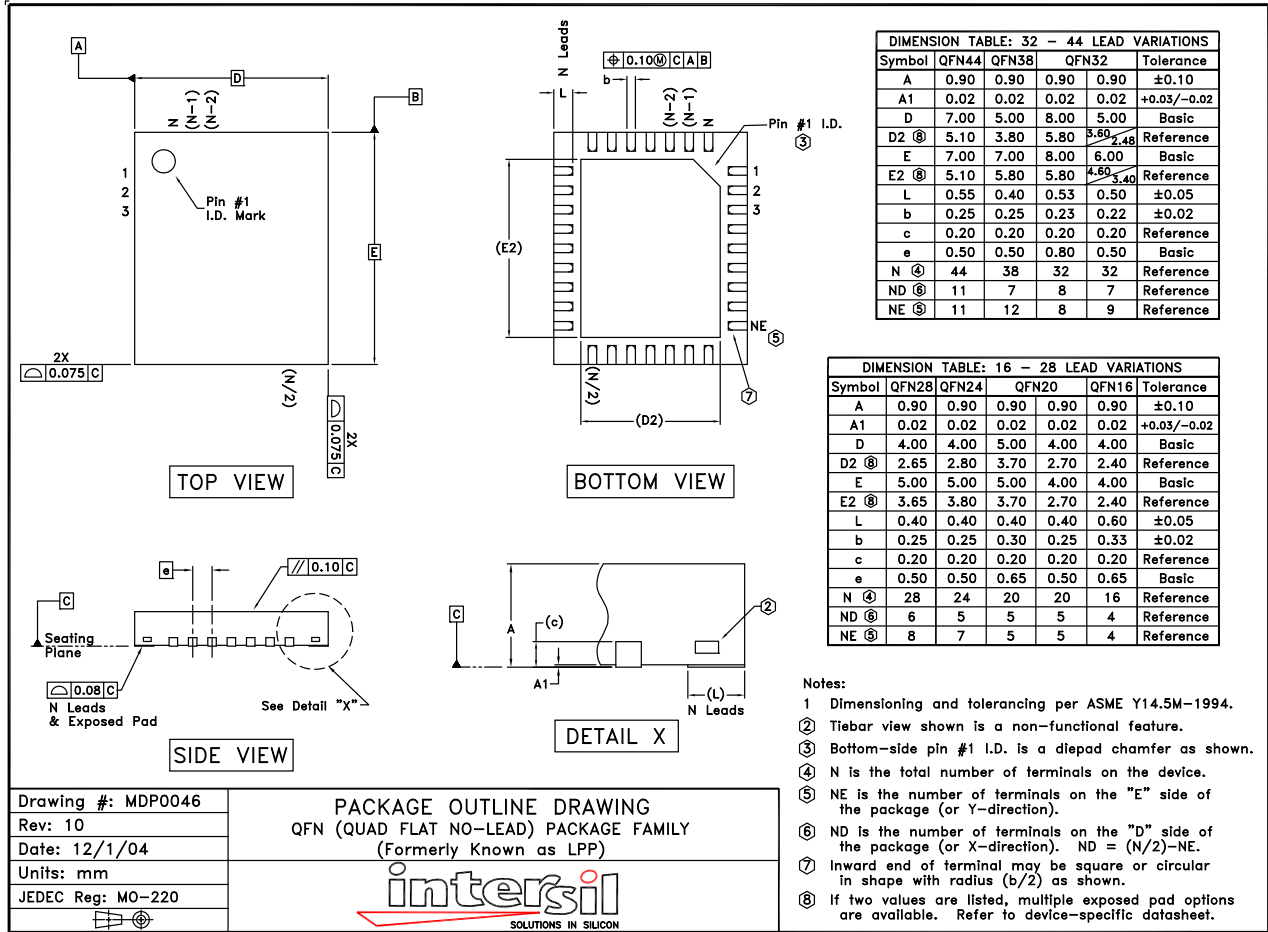 A
D
N
(N-1)
(N-2)
B
1
2
3
Pin #1
I.D. Mark
E
2X
0.075 C
(N/2)
2X
0.075 C
TOP VIEW
N Leads
L
b
0.10 Ⓜ C A B
(N-2)
(N-1)
N
Pin #1 I.D.
3
1
2
3
(E2)
NE
5
(N/2)
7
(D2)
BOTTOM VIEW
e
// 0.10 C
C
Seating
Plane
0.08 C
N Leads
& Exposed Pad
See Detail "X"
SIDE VIEW
C
A
(c)
2
A1
(L)
N Leads
DETAIL X
DIMENSION TABLE: 32 - 44 LEAD VARIATIONS
Symbol QFN44 QFN38 QFN32 Tolerance
A 0.90 0.90 0.90 0.90 ±0.10
A1 0.02 0.02 0.02 0.02 +0.03/-0.02
D 7.00 5.00 8.00 5.00 Basic
D2 8 5.10 3.80 5.80 3.60/2.48 Reference
E 7.00 7.00 8.00 6.00 Basic
E2 8 5.10 5.80 5.80 4.60/3.40 Reference
L 0.55 0.40 0.53 0.50 ±0.05
b 0.25 0.25 0.23 0.22 ±0.02
c 0.20 0.20 0.20 0.20 Reference
e 0.50 0.50 0.80 0.50 Basic
N 4 44 38 32 32 Reference
ND 6 11 7 8 7 Reference
NE 5 11 12 8 9 Reference
DIMENSION TABLE: 16 - 28 LEAD VARIATIONS
Symbol QFN28 QFN24 QFN20 QFN16 Tolerance
A 0.90 0.90 0.90 0.90 0.90 ±0.10
A1 0.02 0.02 0.02 0.02 0.02 +0.03/-0.02
D 4.00 4.00 5.00 4.00 4.00 Basic
D2 8 2.65 2.80 3.70 2.70 2.40 Reference
E 5.00 5.00 5.00 4.00 4.00 Basic
E2 8 3.65 3.80 3.70 2.70 2.40 Reference
L 0.40 0.40 0.40 0.40 0.60 ±0.05
b 0.25 0.25 0.30 0.25 0.33 ±0.02
c 0.20 0.20 0.20 0.20 0.20 Reference
e 0.50 0.50 0.65 0.50 0.65 Basic
N 4 28 24 20 20 16 Reference
ND 6 6 5 5 5 4 Reference
NE 5 8 7 5 5 4 Reference
Notes:
1 Dimensioning and tolerancing per ASME Y14.5M-1994.
2 Tiebar view shown is a non-functional feature.
3 Bottom-side pin #1 I.D. is a diepad chamfer as shown.
4 N is the total number of terminals on the device.
5 NE is the number of terminals on the "E" side of
the package (or Y-direction).
6 ND is the number of terminals on the "D" side of
the package (or X-direction). ND = (N/2)-NE.
7 Inward end of terminal may be square or circular
in shape with radius (b/2) as shown.
8 If two values are listed, multiple exposed pad options
are available. Refer to device-specific datasheet.
Drawing #: MDP0046
Rev: 10
Date: 12/1/04
Units: mm
JEDEC Reg: MO-220
PACKAGE OUTLINE DRAWING
QFN (QUAD FLAT NO-LEAD) PACKAGE FAMILY
(Formerly Known as LPP)
intersil
SOLUTIONS IN SILICON